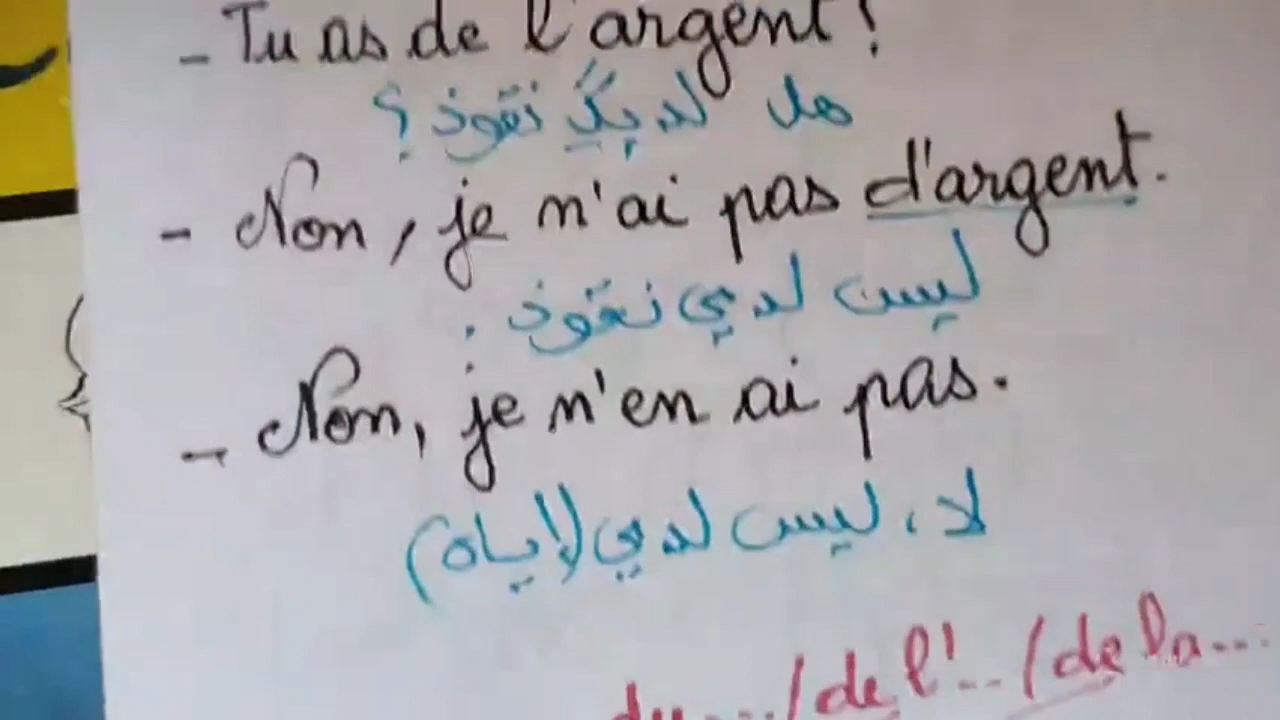 - Tu as de l'argent?
هل لديك نقود ؟
- Non, je n'ai pas d'argent.
ليس لدي نقود .
- Non, je n'en ai pas.
لا، ليس لدي (إياه)
du.../de l'.../de la...